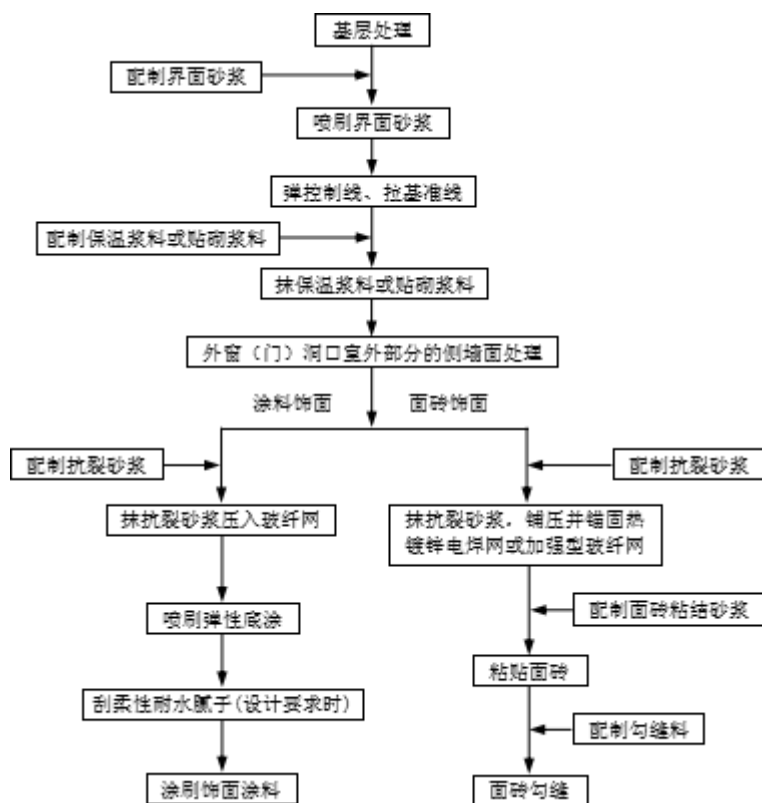 基层处理
配制界面砂浆
喷刷界面砂浆
弹控制线、拉基准线
配制保温浆料或贴砌浆料
抹保温浆料或贴砌浆料
外窗（门）洞口室外部分的侧墙面处理
涂料饰面
面砖饰面
配制抗裂砂浆
配制抗裂砂浆
抹抗裂砂浆压入玻纤网
抹抗裂砂浆，铺压并锚固热
镀锌电焊网或加强型玻纤网
喷刷弹性底涂
配制面砖粘结砂浆
粘贴面砖
刮柔性耐水腻子(设计要求时)
配制勾缝料
涂刷饰面涂料
面砖勾缝